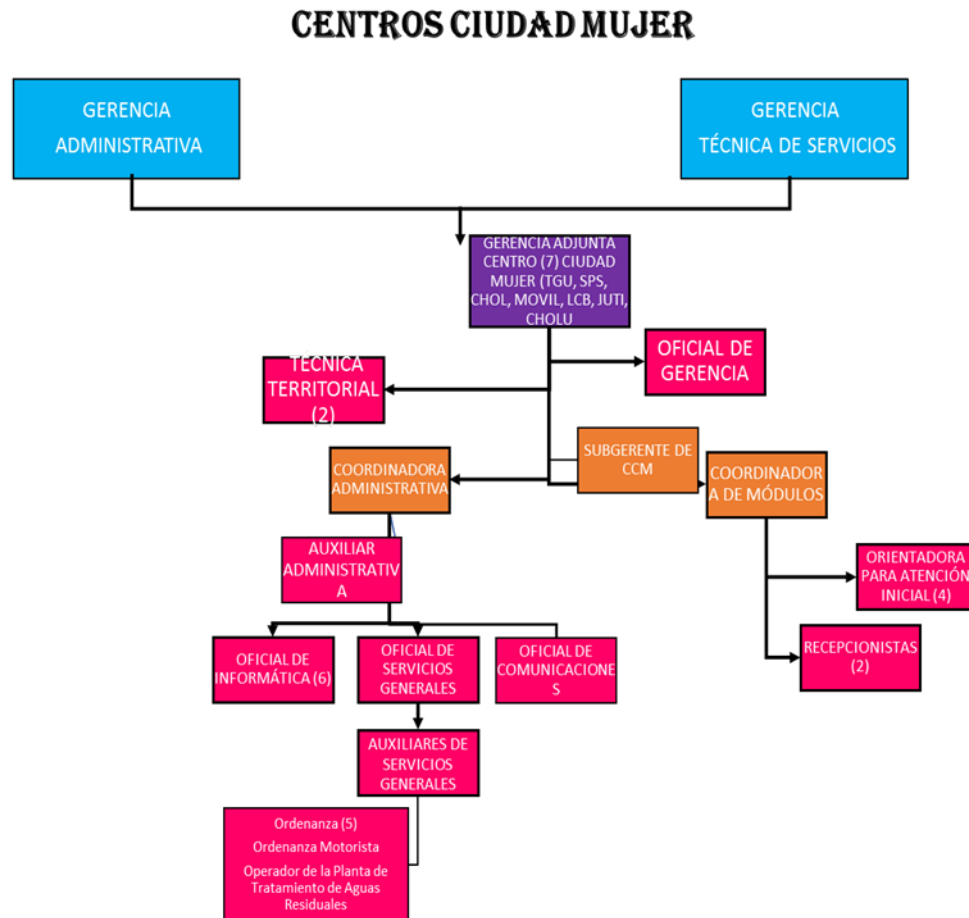 CENTROS CIUDAD MUJER
GERENCIA
ADMINISTRATIVA
GERENCIA
TÉCNICA DE SERVICIOS
GERENCIA ADJUNTA
CENTRO (7) CIUDAD
MUJER (TGU, SPS,
CHOL, MOVIL, LCB, JUTI,
CHOLU
OFICIAL DE
GERENCIA
TÉCNICA
TERRITORIAL
(2)
SUBGERENTE DE
CCM
COORDINADORA
ADMINISTRATIVA
COORDINADOR
A DE MÓDULOS
AUXILIAR
ADMINISTRATIV
A
ORIENTADORA
PARA ATENCIÓN
INICIAL (4)
RECEPCIONISTAS
(2)
OFICIAL DE
INFORMÁTICA (6)
OFICIAL DE
SERVICIOS
GENERALES
OFICIAL DE
COMUNICACIONE
S
AUXILIARES DE
SERVICIOS
GENERALES
Ordenanza (5)
Ordenanza Motorista
Operador de la Planta de
Tratamiento de Aguas
Residuales